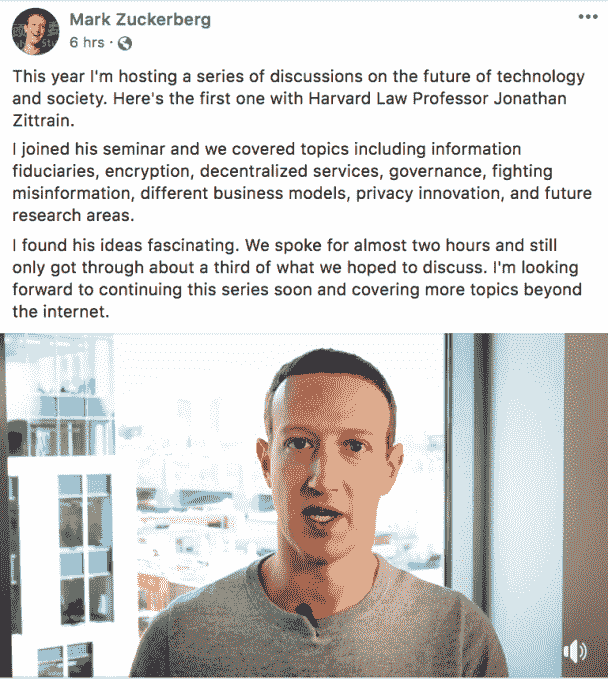 Mark Zuckerberg
6 hrs ·
This year I'm hosting a series of discussions on the future of technology
and society. Here's the first one with Harvard Law Professor Jonathan
Zittrain.
I joined his seminar and we covered topics including information
fiduciaries, encryption, decentralized services, governance, fighting
misinformation, different business models, privacy innovation, and future
research areas.
I found his ideas fascinating. We spoke for almost two hours and still
only got through about a third of what we hoped to discuss. I'm looking
forward to continuing this series soon and covering more topics beyond
the internet.